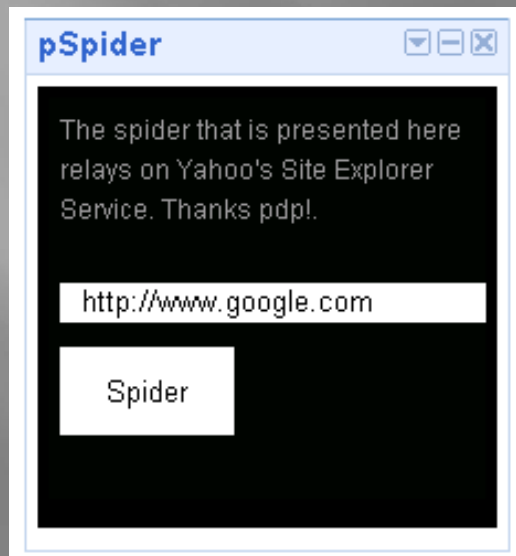 pSpider
The spider that is presented here
relays on Yahoo's Site Explorer
Service. Thanks pdp!.
http://www.google.com
Spider